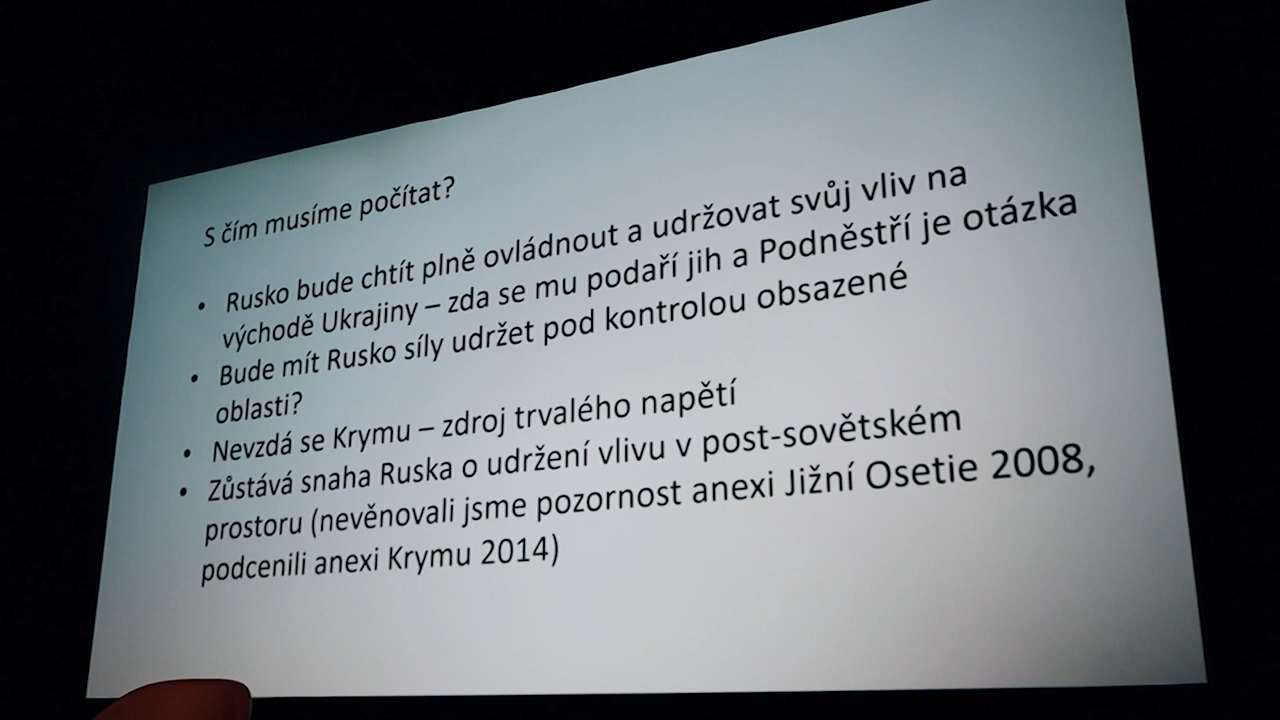 S čím musíme počítat?
• Rusko bude chtít plně ovládnout a udržovat svůj vliv na
východě Ukrajiny – zda se mu podaří jih a Podněstří je otázka
• Bude mít Rusko síly udržet pod kontrolou obsazené
oblasti?
• Nevzdá se Krymu – zdroj trvalého napětí
• Zůstává snaha Ruska o udržení vlivu v post-sovětském
prostoru (nevěnovali jsme pozornost anexi Jižní Osetie 2008,
podcenili anexi Krymu 2014)